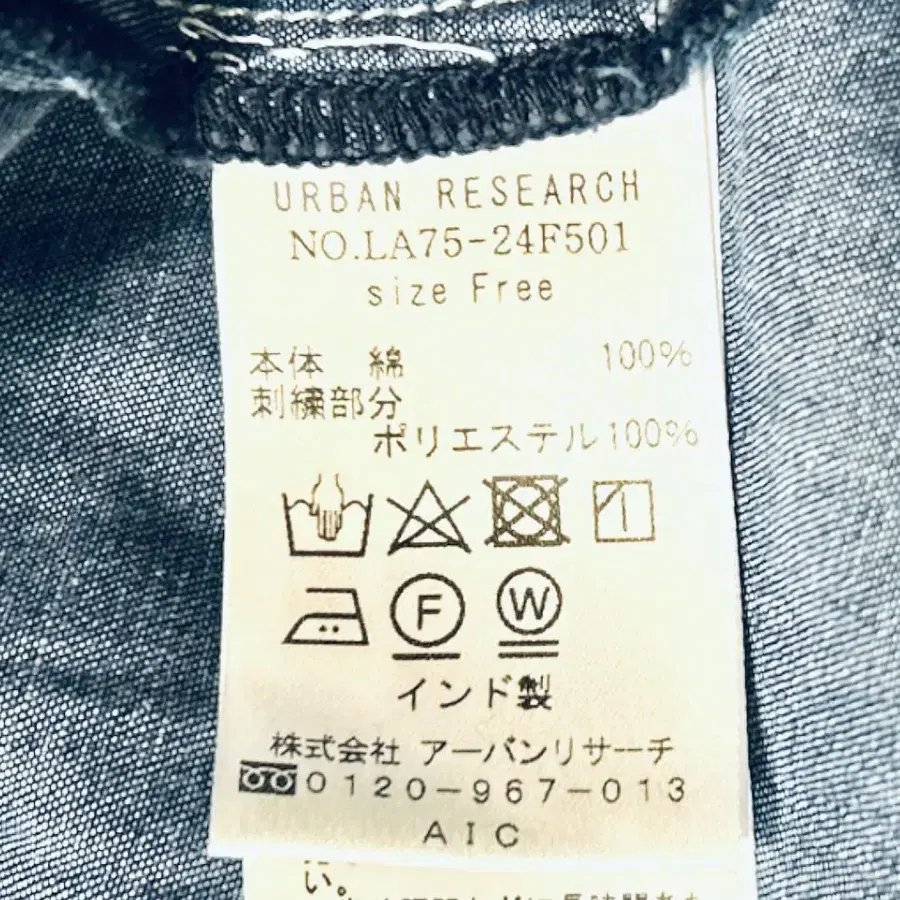 URBAN RESEARCH
NO.LA75-24F501
size Free
本体 綿 100%
刺繍部分
ポリエステル100%
F W
インド製
株式会社 アーバンリサーチ
0120-967-013
AIC
い。